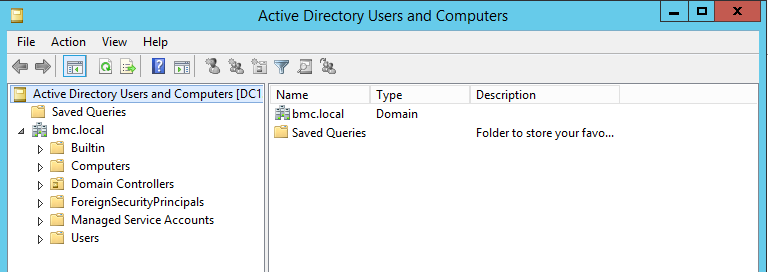 Active Directory Users and Computers
File Action View Help
Active Directory Users and Computers [DC1
Saved Queries
bmc.local
Builtin
Computers
Domain Controllers
ForeignSecurityPrincipals
Managed Service Accounts
Users
Name Type Description
bmc.local Domain
Saved Queries Folder to store your favo...